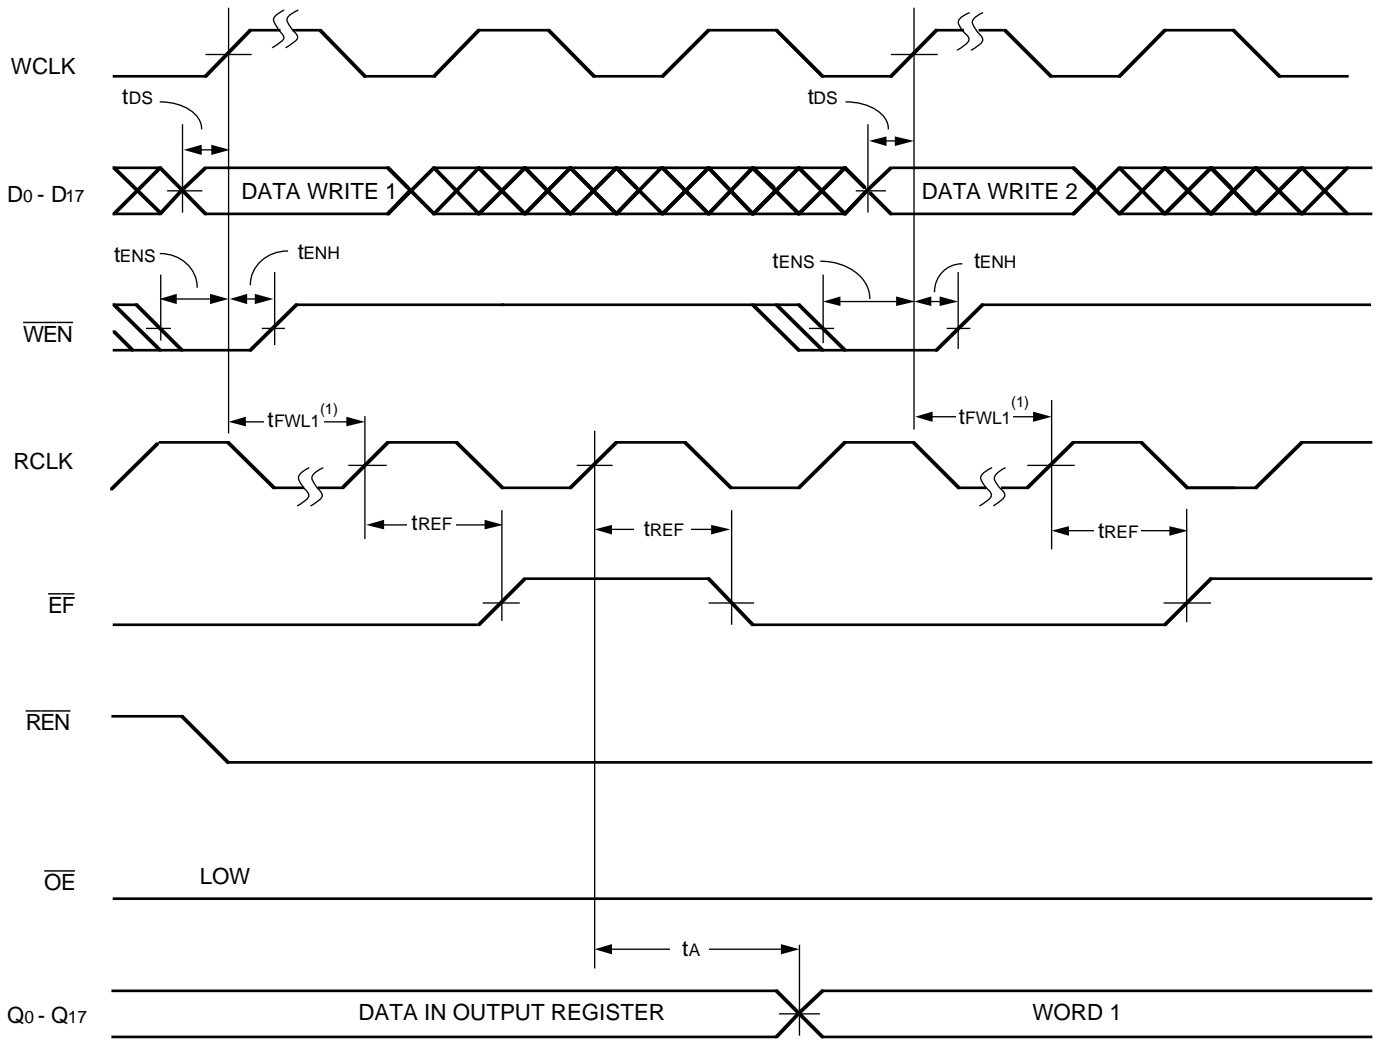 WCLK
tDS
tDS
D0 - D17
DATA WRITE 1
DATA WRITE 2
tENS
tENH
tENS
tENH
WEN
tFWL1(1)
tFWL1(1)
RCLK
tREF
tREF
tREF
EF
REN
OE
LOW
tA
Q0 - Q17
DATA IN OUTPUT REGISTER
WORD 1